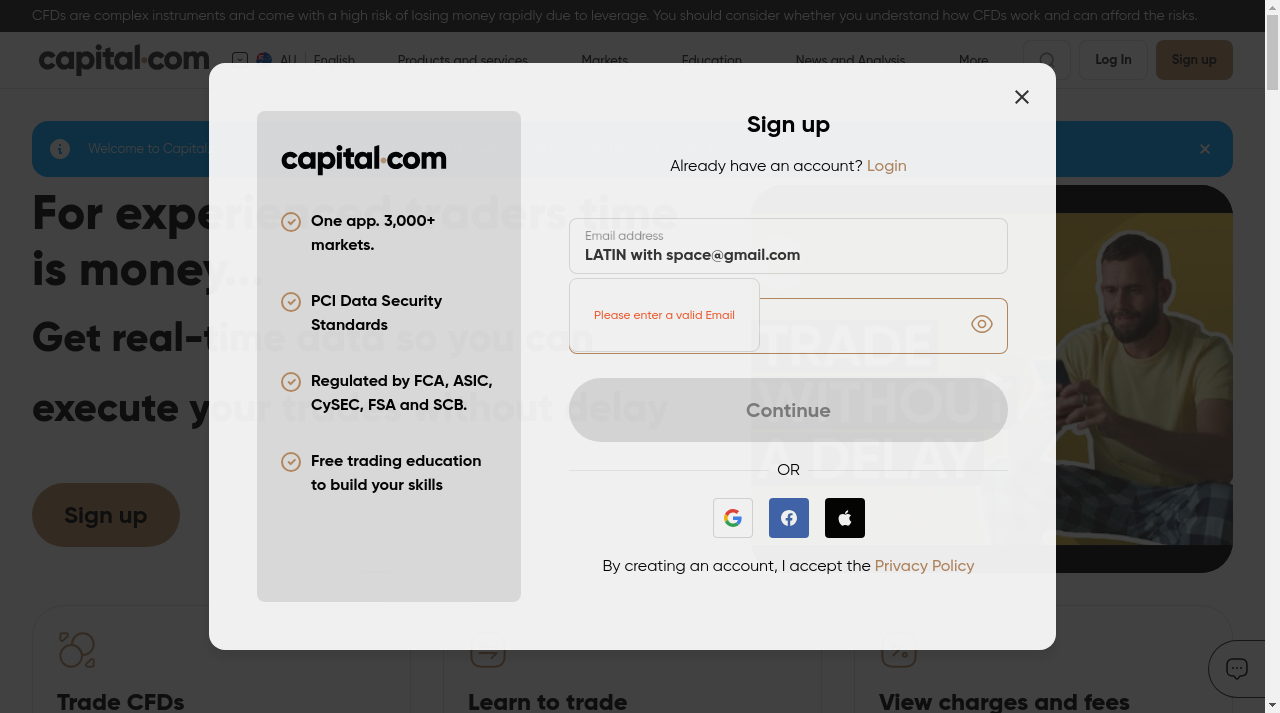 CFDs are complex instruments and come with a high risk of losing money rapidly due to leverage. You should consider whether you understand how CFDs work and can afford the high risks.
capital.com AU English Products and services Markets Education News and Analysis More Log In Sign up
Welcome to Capital.
For experienced traders time
is money...
Get real-time data so you can
execute your trades without delay
Sign up
TRADE
WITHOUT
A DELAY
capital.com
One app. 3,000+
markets.
PCI Data Security
Standards
Regulated by FCA, ASIC,
CySEC, FSA and SCB.
Free trading education
to build your skills
Sign up
Already have an account? Login
Email address
LATIN with space@gmail.com
Please enter a valid Email
Continue
OR
By creating an account, I accept the Privacy Policy
Trade CFDs
Learn to trade
View charges and fees